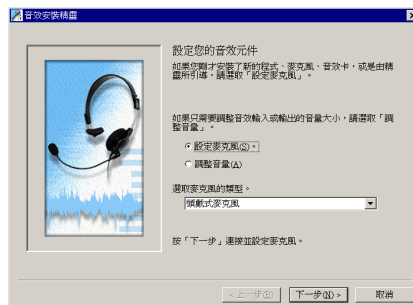 音效安裝精靈
設定您的音效元件
如果您剛才安裝了新的程式、麥克風、音效卡，或是由精
靈所引導，請選取「設定麥克風」。
如果只需要調整音效輸入或輸出的音量大小，請選取「調
整音量」。
設定麥克風(S)。
調整音量(A)
選取麥克風的類型。
頭戴式麥克風
按「下一步」連接並設定麥克風。
<上一步(B) 下一步(N)> 取消